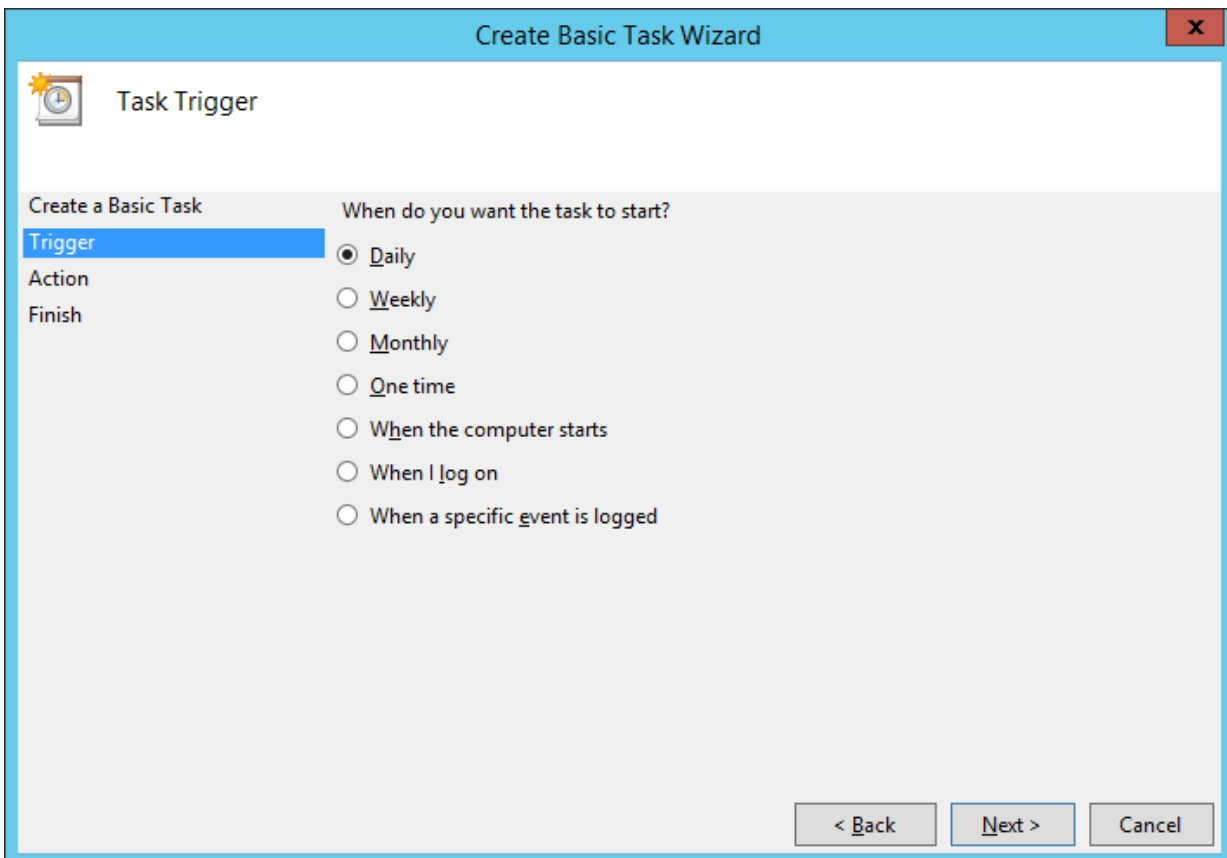 Create Basic Task Wizard
x
Task Trigger
Create a Basic Task
Trigger
Action
Finish
When do you want the task to start?
Daily
Weekly
Monthly
One time
When the computer starts
When I log on
When a specific event is logged
< Back
Next >
Cancel